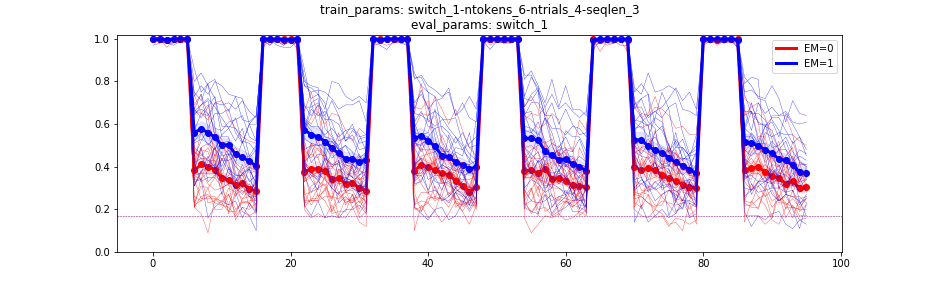 train_params: switch_1-ntokens_6-ntrials_4-seqlen_3
eval_params: switch_1
1.0
0.8
0.6
0.4
0.2
0.0
EM=0
EM=1
0 20 40 60 80 100